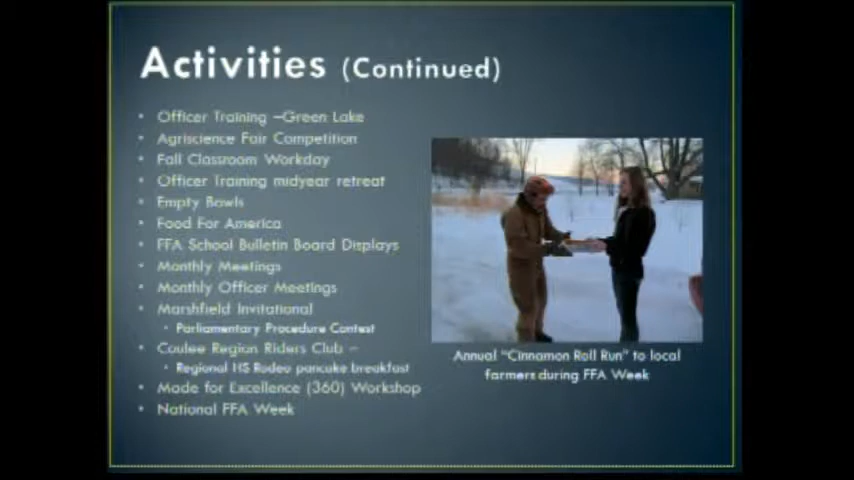 Activities (Continued)
• Officer Training –Green Lake
• Agriscience Fair Competition
• Fall Classroom Workday
• Officer Training midyear retreat
• Empty Bowls
• Food For America
• FFA School Bulletin Board Displays
• Monthly Meetings
• Monthly Officer Meetings
• Marshfield Invitational
• Parliamentary Procedure Contest
• Coulee Region Riders Club –
• Regional HS Rodeo pancake breakfast
• Made for Excellence (360) Workshop
• National FFA Week
Annual "Cinnamon Roll Run" to local
farmers during FFA Week